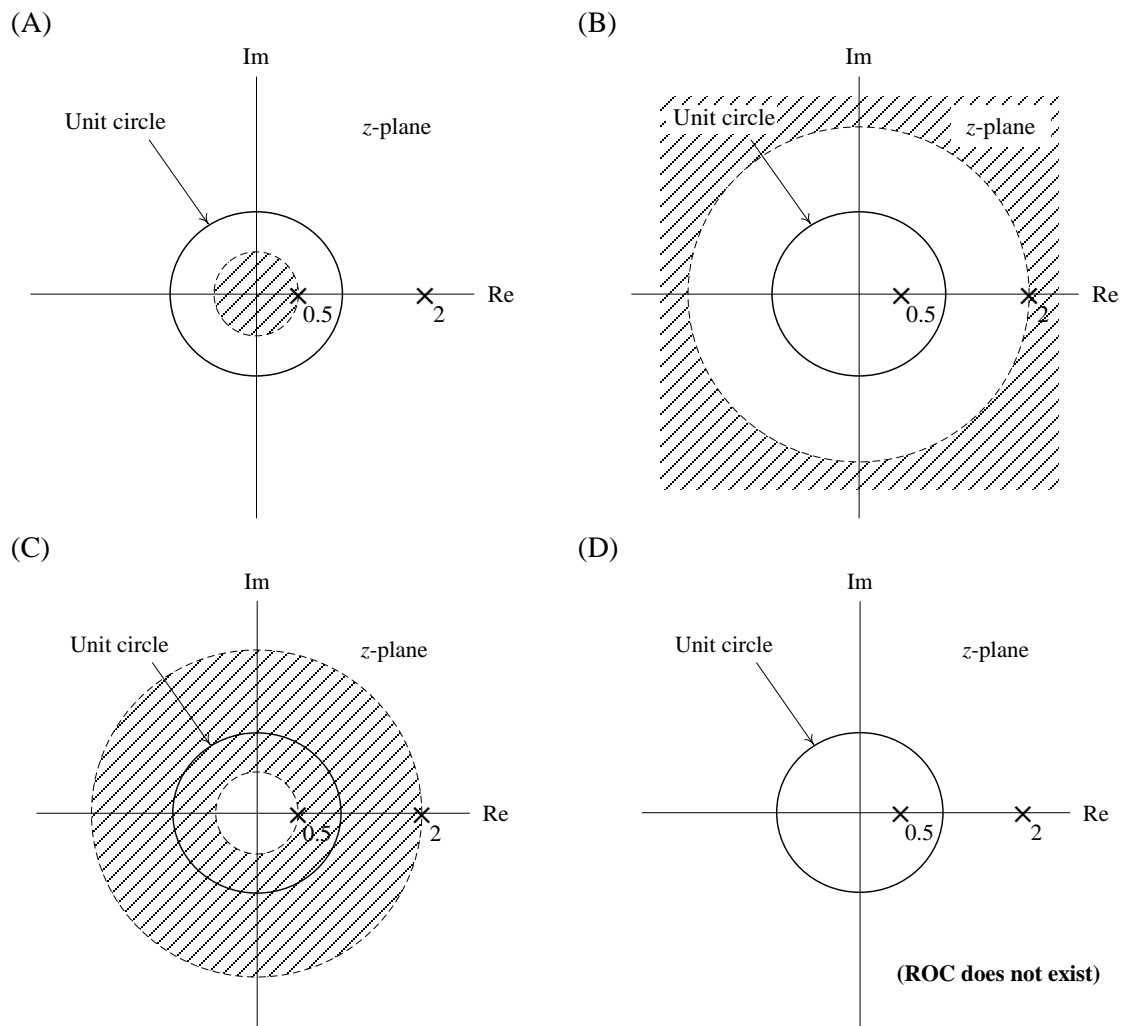 (A)
Im
Unit circle
z-plane
Re
0.5
2
(B)
Im
Unit circle
z-plane
Re
0.5
2
(C)
Im
Unit circle
z-plane
Re
0.5
2
(D)
Im
Unit circle
z-plane
Re
0.5
2
(ROC does not exist)